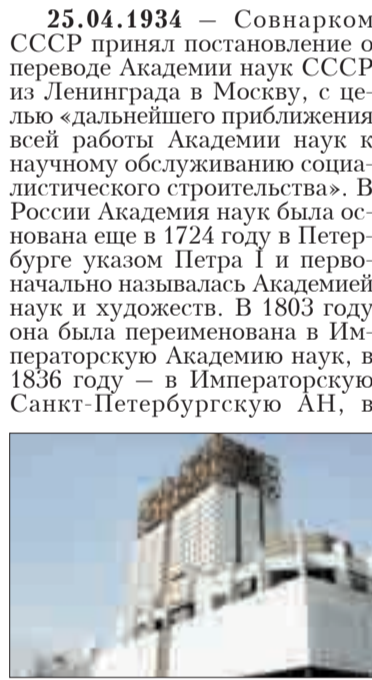 25.04.1934 — Совнарком
СССР принял постановление о
переводе Академии наук СССР
из Ленинграда в Москву, с це-
лью «дальнейшего приближения
всей работы Академии наук к
научному обслуживанию социа-
листического строительства». В
России Академия наук была ос-
нована еще в 1724 году в Петер-
бурге указом Петра I и перво-
начально называлась Академией
наук и художеств. В 1803 году
она была переименована в Им-
ператорскую Академию наук, в
1836 году — в Императорскую
Санкт-Петербургскую АН, в